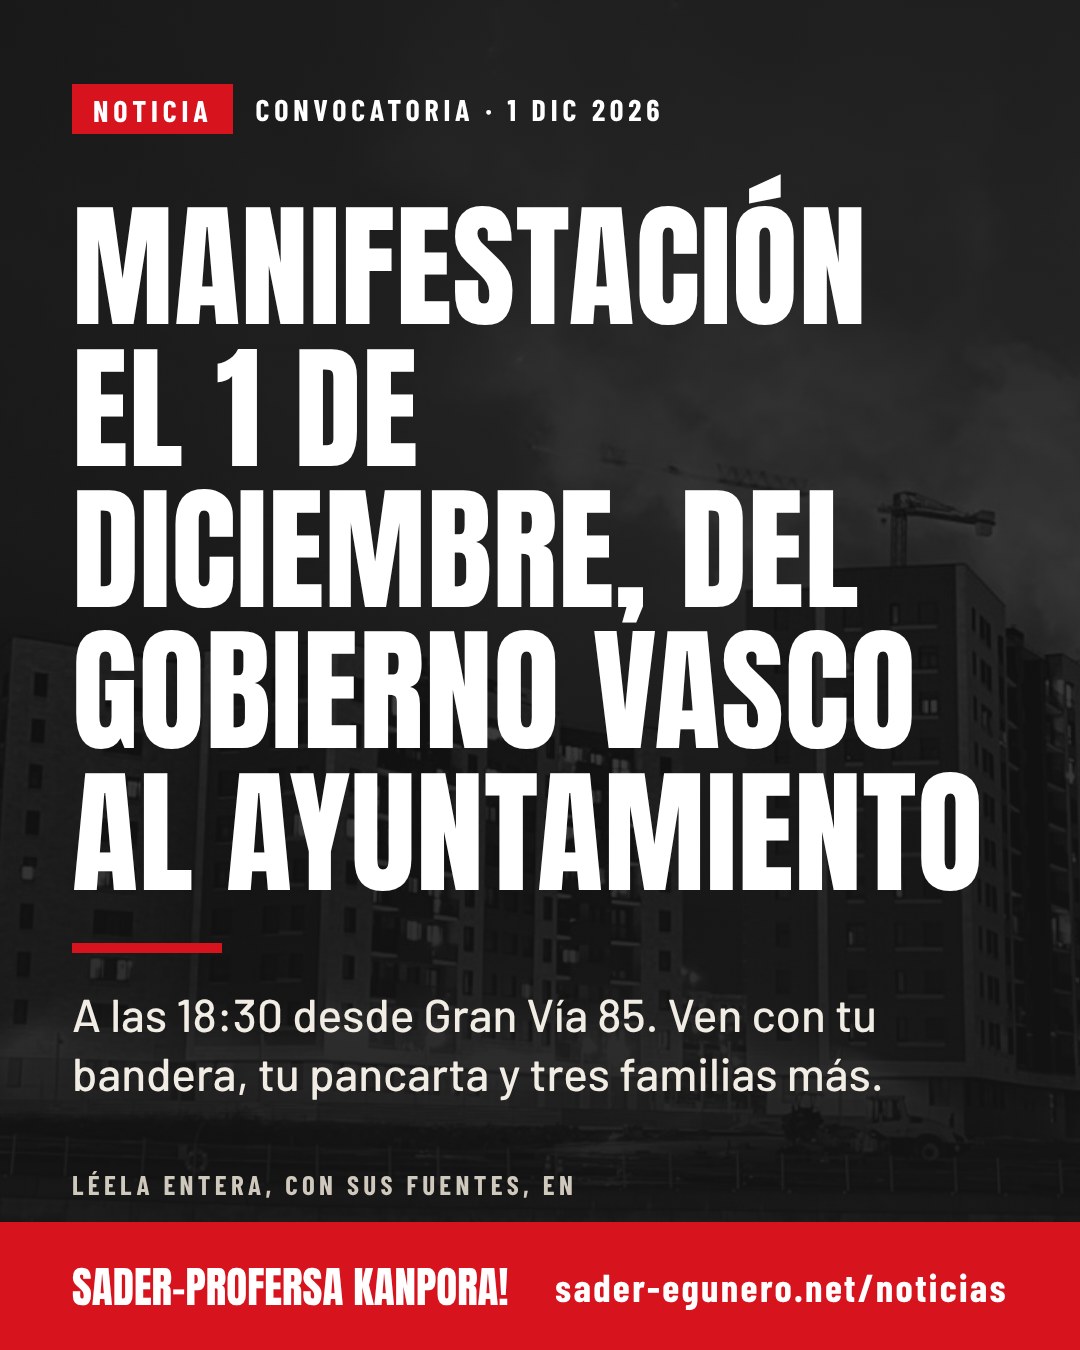 NOTICIA CONVOCATORIA · 1 DIC 2026
MANIFESTACIÓN
EL 1 DE
DICIEMBRE, DEL
GOBIERNO VASCO
AL AYUNTAMIENTO
A las 18:30 desde Gran Vía 85. Ven con tu
bandera, tu pancarta y tres familias más.
LÉELA ENTERA, CON SUS FUENTES, EN
SADER-PROFERSA KANPORA! sader-egunero.net/noticias